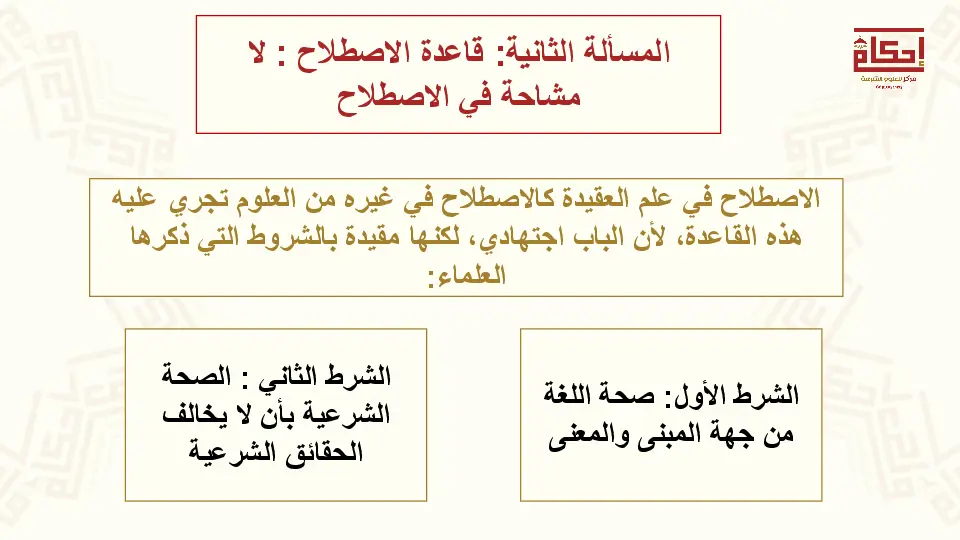 المسألة الثانية: قاعدة الاصطلاح : لا
مشاحة في الاصطلاح
إحكام
مركز للعلوم الشرعية
الاصطلاح في علم العقيدة كالاصطلاح في غيره من العلوم تجري عليه
هذه القاعدة، لأن الباب اجتهادي، لكنها مقيدة بالشروط التي ذكرها
العلماء:
الشرط الأول: صحة اللغة
من جهة المبنى والمعنى
الشرط الثاني : الصحة
الشرعية بأن لا يخالف
الحقائق الشرعية